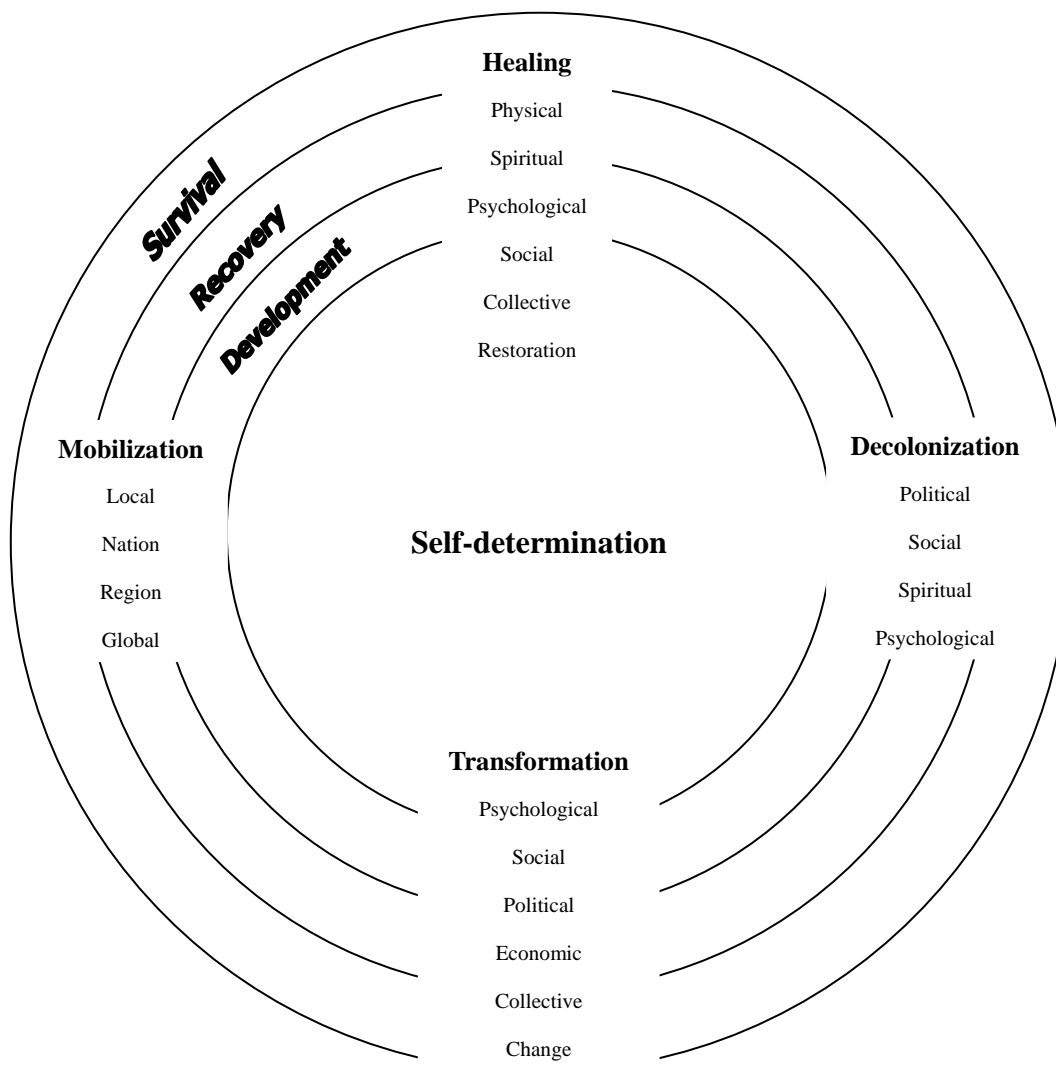 Healing
Physical
Spiritual
Psychological
Social
Collective
Restoration
Survival
Recovery
Development
Mobilization
Local
Nation
Region
Global
Self-determination
Decolonization
Political
Social
Spiritual
Psychological
Transformation
Psychological
Social
Political
Economic
Collective
Change